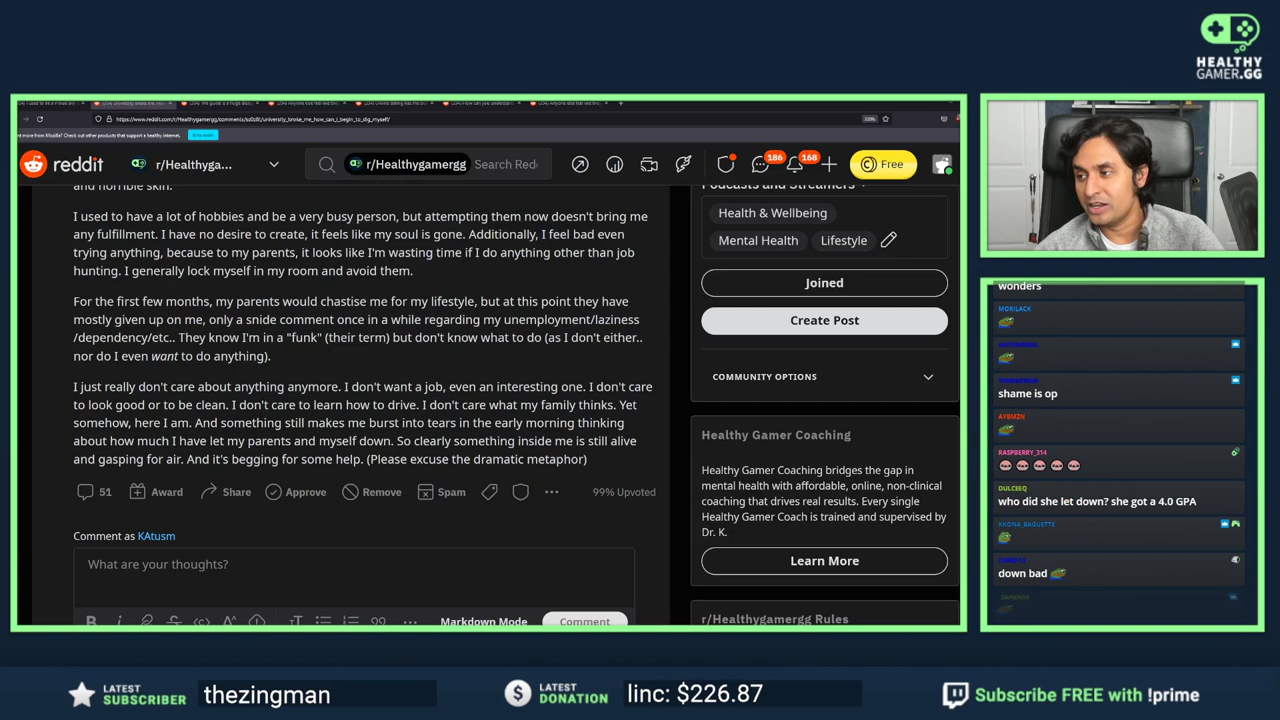 HEALTHY
GAMER.GG
https://www.reddit.com/r/Healthygamergg/comments/
reddit
r/Healthyga...
r/Healthygamergg
Search Red
186
168
Free
and horrible skin.
I used to have a lot of hobbies and be a very busy person, but attempting them now doesn't bring me
any fulfillment. I have no desire to create, it feels like my soul is gone. Additionally, I feel bad even
trying anything, because to my parents, it looks like I'm wasting time if I do anything other than job
hunting. I generally lock myself in my room and avoid them.
For the first few months, my parents would chastise me for my lifestyle, but at this point they have
mostly given up on me, only a snide comment once in a while regarding my unemployment/laziness
/dependency/etc.. They know I'm in a "funk" (their term) but don't know what to do (as I don't either..
nor do I even want to do anything).
I just really don't care about anything anymore. I don't want a job, even an interesting one. I don't care
to look good or to be clean. I don't care to learn how to drive. I don't care what my family thinks. Yet
somehow, here I am. And something still makes me burst into tears in the early morning thinking
about how much I have let my parents and myself down. So clearly something inside me is still alive
and gasping for air. And it's begging for some help. (Please excuse the dramatic metaphor)
51
Award
Share
Approve
Remove
Spam
99% Upvoted
Comment as KAtusm
What are your thoughts?
Markdown Mode
Comment
Podcasts and Streamers
Health & Wellbeing
Mental Health
Lifestyle
Joined
Create Post
COMMUNITY OPTIONS
Healthy Gamer Coaching
Healthy Gamer Coaching bridges the gap in
mental health with affordable, online, non-clinical
coaching that drives real results. Every single
Healthy Gamer Coach is trained and supervised by
Dr. K.
Learn More
r/Healthygamergg Rules
wonders
MORILACK
shame is op
AYBMZN
RASPBERRY_314
DULCEEQ
who did she let down? she got a 4.0 GPA
KKONA_BAGUETTE
down bad
LATEST
SUBSCRIBER
thezingman
LATEST
DONATION
linc: $226.87
Subscribe FREE with !prime